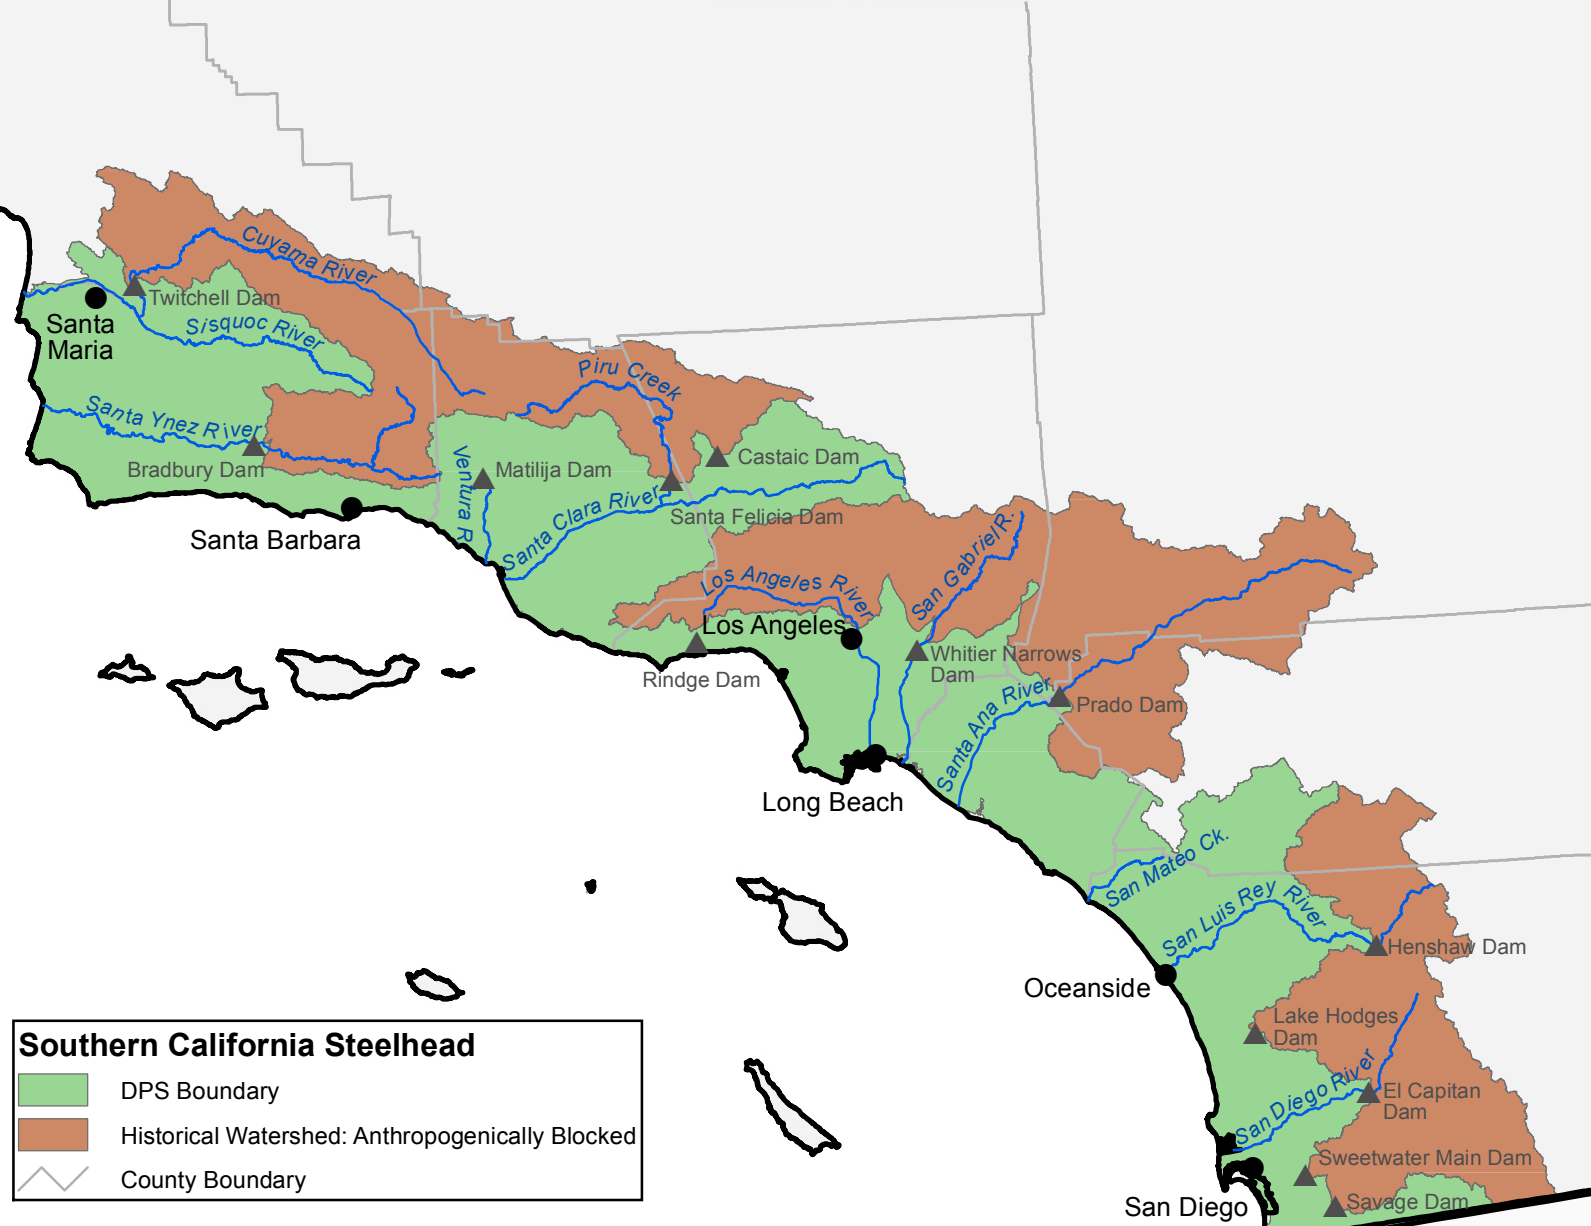 Cuyama River
Twitchell Dam
Santa
Maria
Sisquoc River
Piru Creek
Santa Ynez River
Bradbury Dam
Ventura R
Matilija Dam
Castaic Dam
Santa Clara River
Santa Felicia Dam
Santa Barbara
San Gabriel R.
Los Angeles River
Los Angeles
Rindge Dam
Whitier Narrows
Dam
Santa Ana River
Prado Dam
Long Beach
San Mateo Ck.
San Luis Rey River
Henshaw Dam
Oceanside
Lake Hodges
Dam
San Diego River
El Capitan
Dam
Sweetwater Main Dam
San Diego
Savage Dam
Southern California Steelhead
DPS Boundary
Historical Watershed: Anthropogenically Blocked
County Boundary